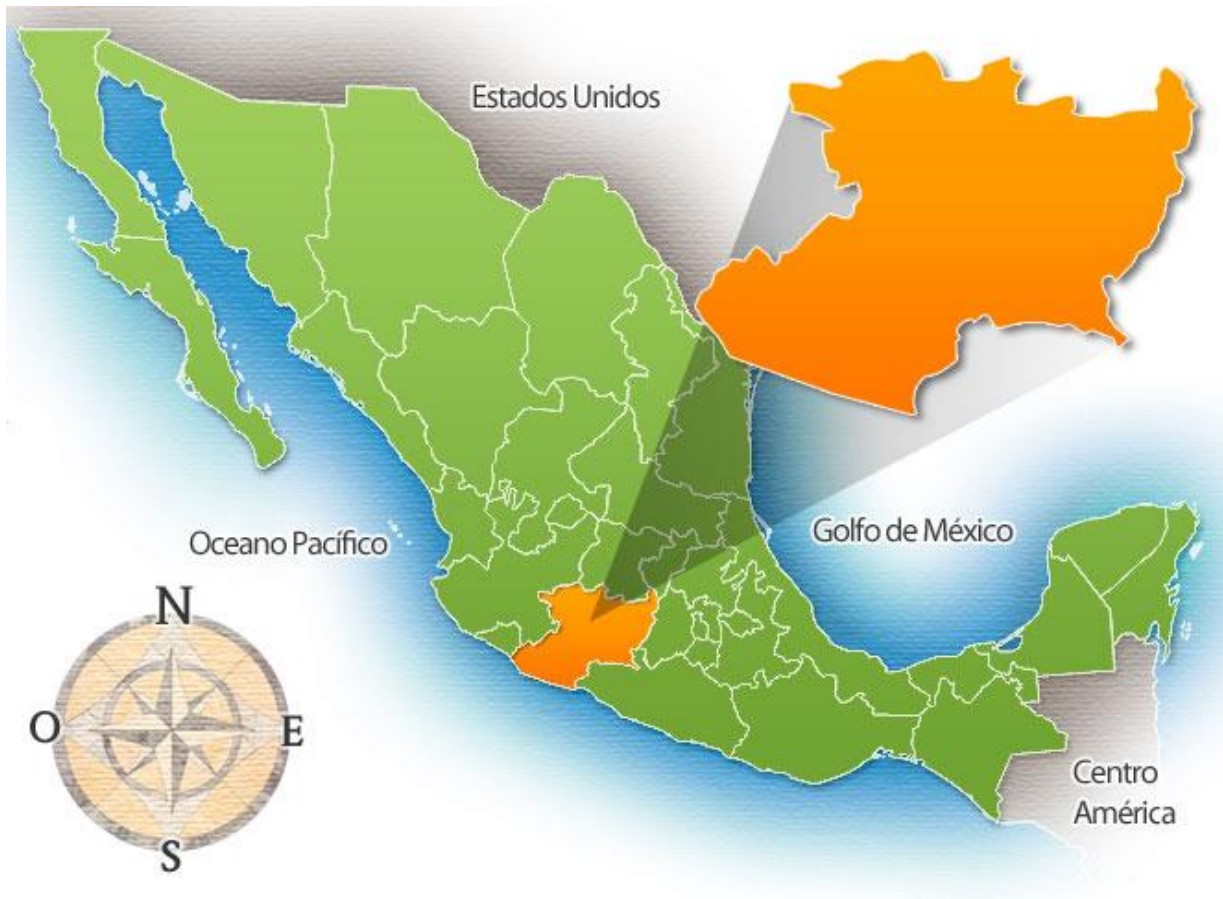 Estados Unidos
Oceano Pacífico
Golfo de México
N
O
E
S
Centro
América